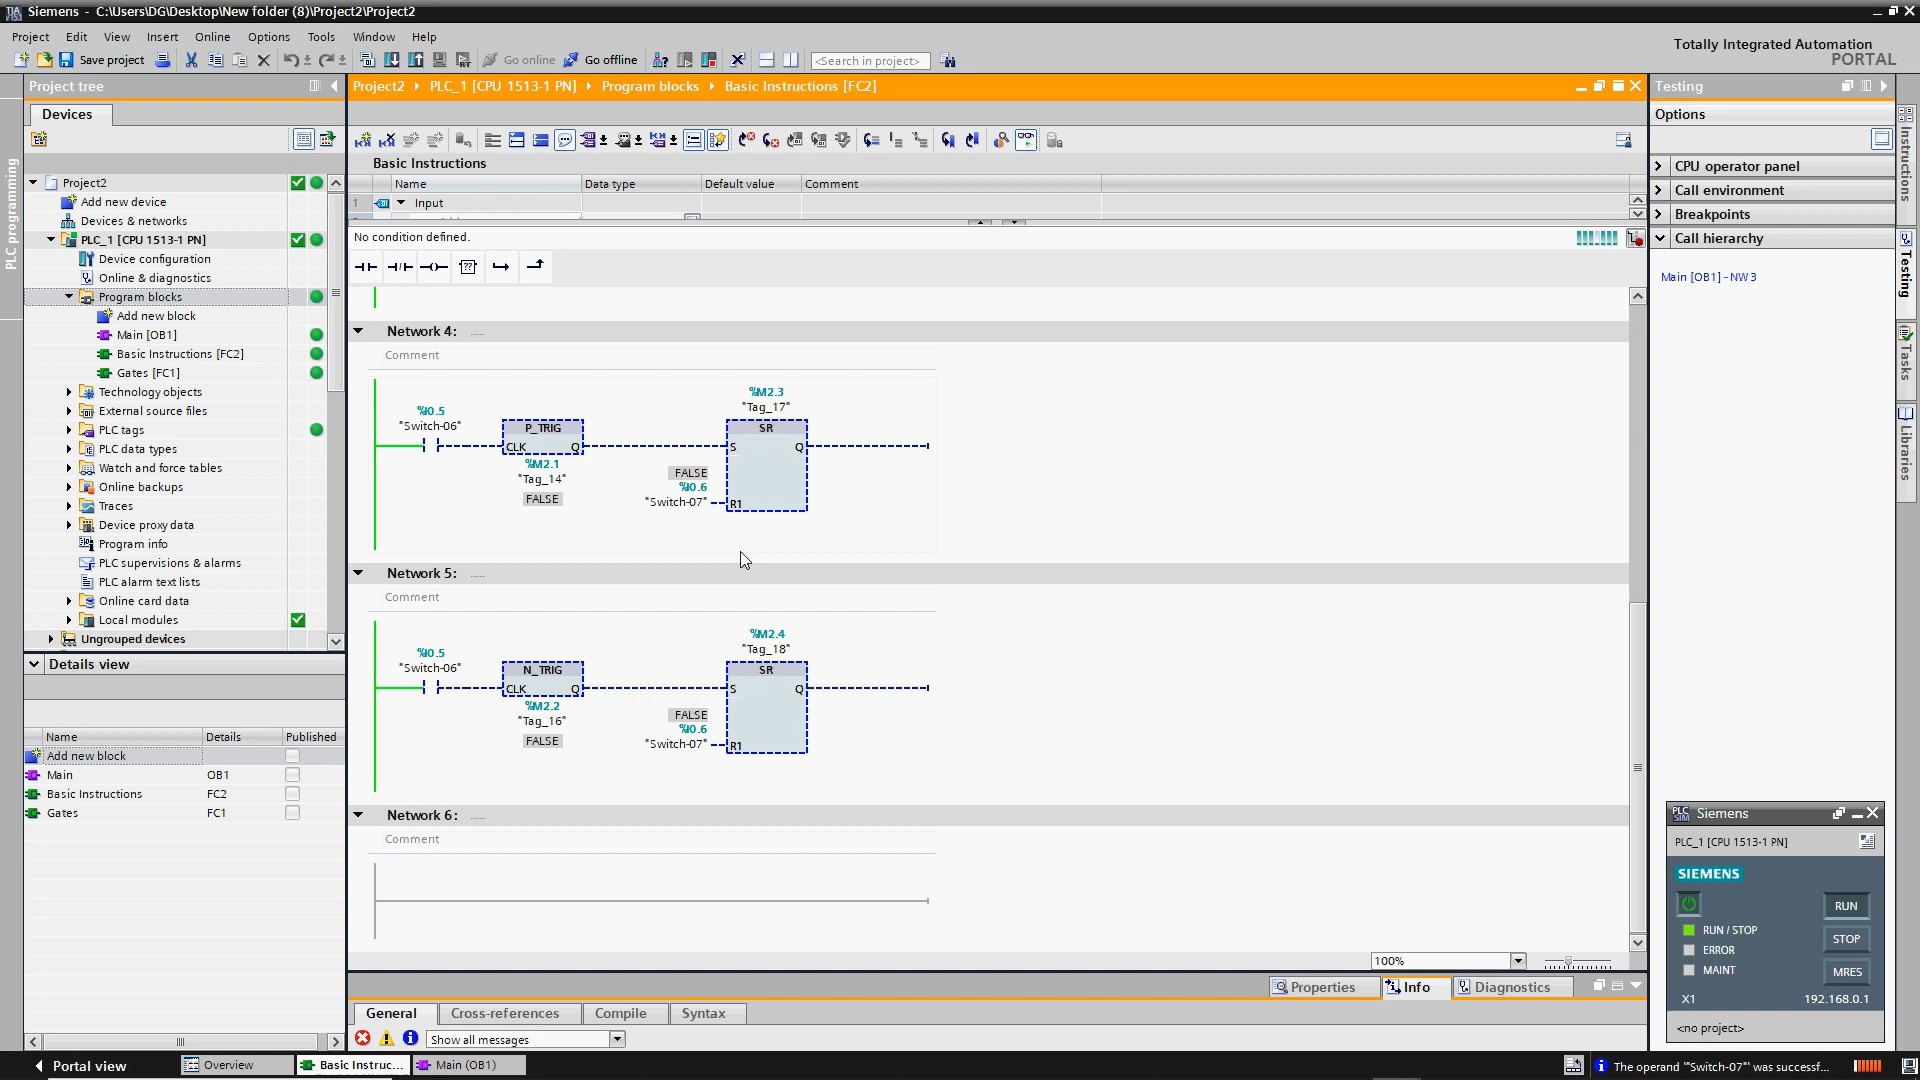 Siemens - C:\Users\DG\Desktop\New folder (8)\Project2\Project2
Project Edit View Insert Online Options Tools Window Help
Totally Integrated Automation
PORTAL
Save project
Go online
Go offline
<Search in project>
Project tree
Project2 PLC_1 [CPU 1513-1 PN] Program blocks Basic Instructions [FC2]
Testing
Devices
Options
PLC programming
Basic Instructions
Name Data type Default value Comment
1 Input
No condition defined.
Project2
Add new device
Devices & networks
PLC_1 [CPU 1513-1 PN]
Device configuration
Online & diagnostics
Program blocks
Add new block
Main [OB1]
Basic Instructions [FC2]
Gates [FC1]
Technology objects
External source files
PLC tags
PLC data types
Watch and force tables
Online backups
Traces
Device proxy data
Program info
PLC supervisions & alarms
PLC alarm text lists
Online card data
Local modules
Ungrouped devices
Details view
Name Details Published
Add new block
Main OB1
Basic Instructions FC2
Gates FC1
Network 4: .....
Comment
%I0.5
"Switch-06"
P_TRIG
CLK Q
%M2.1
"Tag_14"
FALSE
%M2.3
"Tag_17"
SR
S Q
FALSE
%I0.6
"Switch-07"
R1
Network 5: .....
Comment
%I0.5
"Switch-06"
N_TRIG
CLK Q
%M2.2
"Tag_16"
FALSE
%M2.4
"Tag_18"
SR
S Q
FALSE
%I0.6
"Switch-07"
R1
Network 6: .....
Comment
100%
Properties Info Diagnostics
General Cross-references Compile Syntax
Show all messages
CPU operator panel
Call environment
Breakpoints
Call hierarchy
Main [OB1] - NW 3
Instructions
Testing
Tasks
Libraries
PLC SIM
Siemens
PLC_1 [CPU 1513-1 PN]
SIEMENS
RUN
RUN / STOP
STOP
ERROR
MAINT
MRES
X1 192.168.0.1
<no project>
Portal view
Overview
Basic Instruc...
Main (OB1)
The operand '"Switch-07"' was successf...